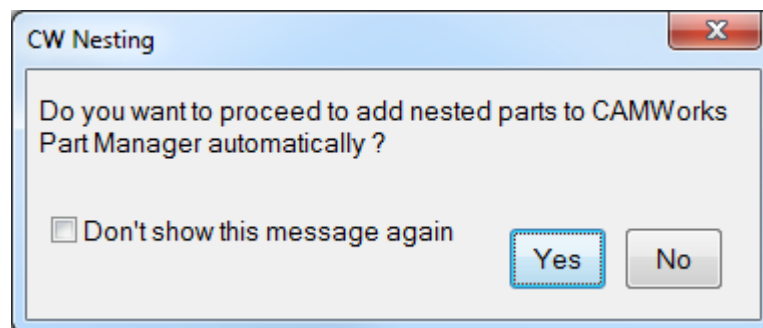 CW Nesting
Do you want to proceed to add nested parts to CAMWorks
Part Manager automatically ?
Don't show this message again
Yes No